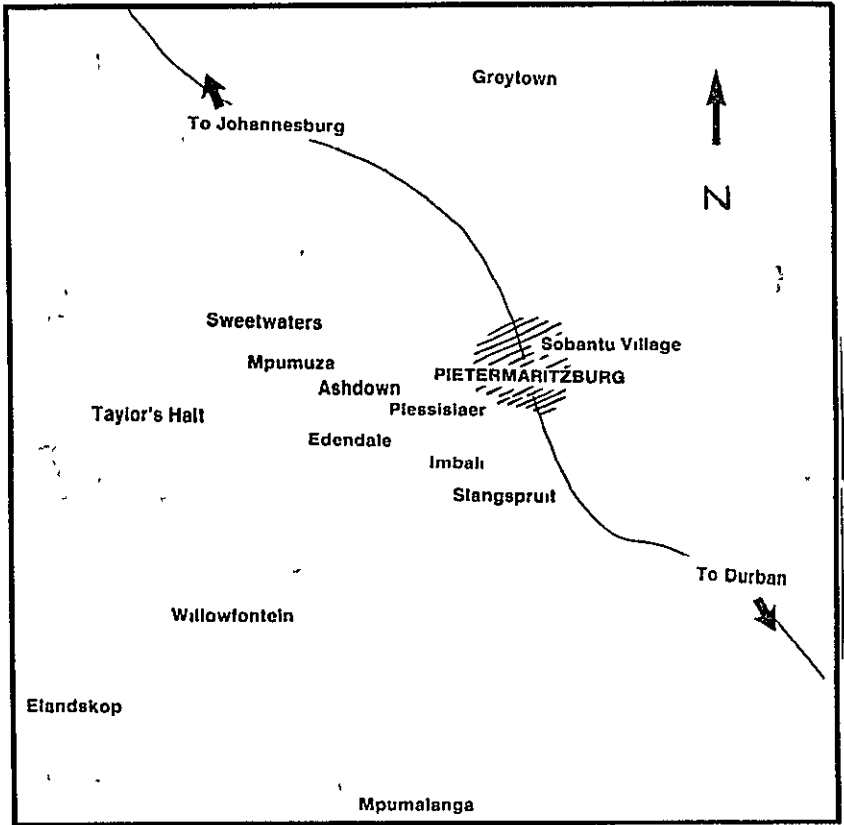 Greytown
To Johannesburg
N
Sweetwaters
Sobantu Village
Mpumuza
PIETERMARITZBURG
Ashdown
Plessislaer
Taylor's Halt
Edendale
Imbali
Slangspruit
To Durban
Willowfontein
Elandskop
Mpumalanga